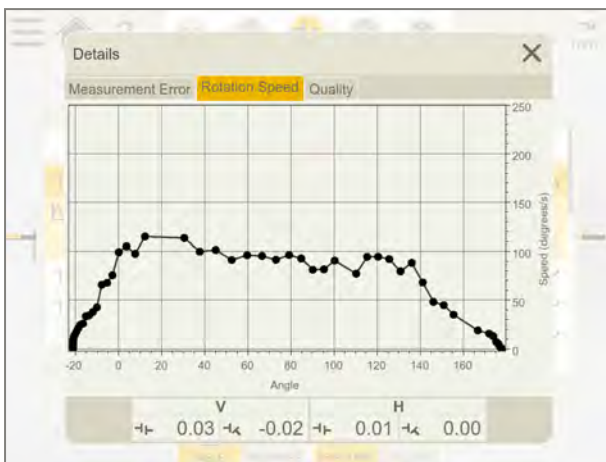 Details
Measurement Error Rotation Speed Quality
250
200
150
100
50
0
Speed (degrees/s)
-20 0 20 40 60 80 100 120 140 160
Angle
V H
0.03 -0.02 0.01 0.00